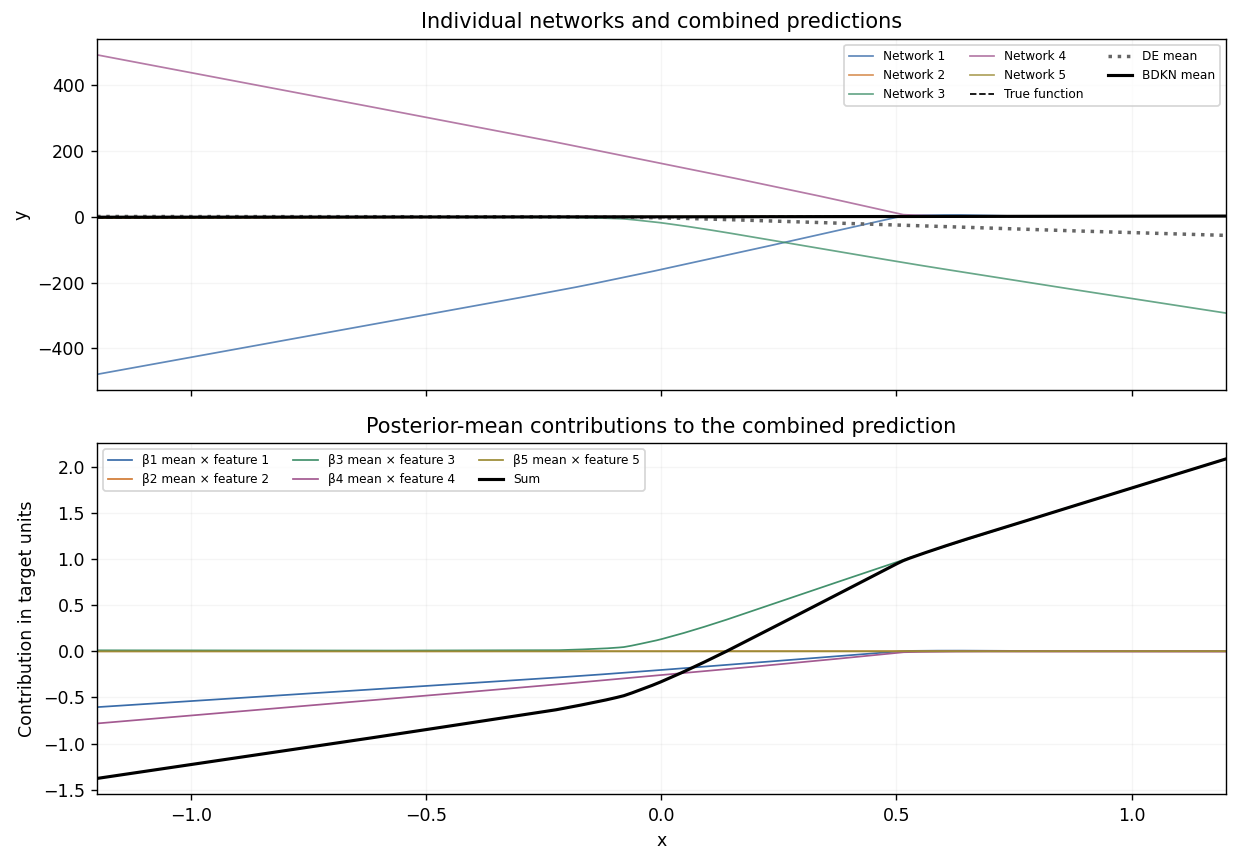 Individual networks and combined predictions
Network 1 Network 4 DE mean
Network 2 Network 5 BDKN mean
Network 3 True function
400
200
0
−200
−400
y
Posterior-mean contributions to the combined prediction
β1 mean × feature 1 β3 mean × feature 3 β5 mean × feature 5
β2 mean × feature 2 β4 mean × feature 4 Sum
2.0
1.5
1.0
0.5
0.0
−0.5
−1.0
−1.5
Contribution in target units
−1.0 −0.5 0.0 0.5 1.0
x